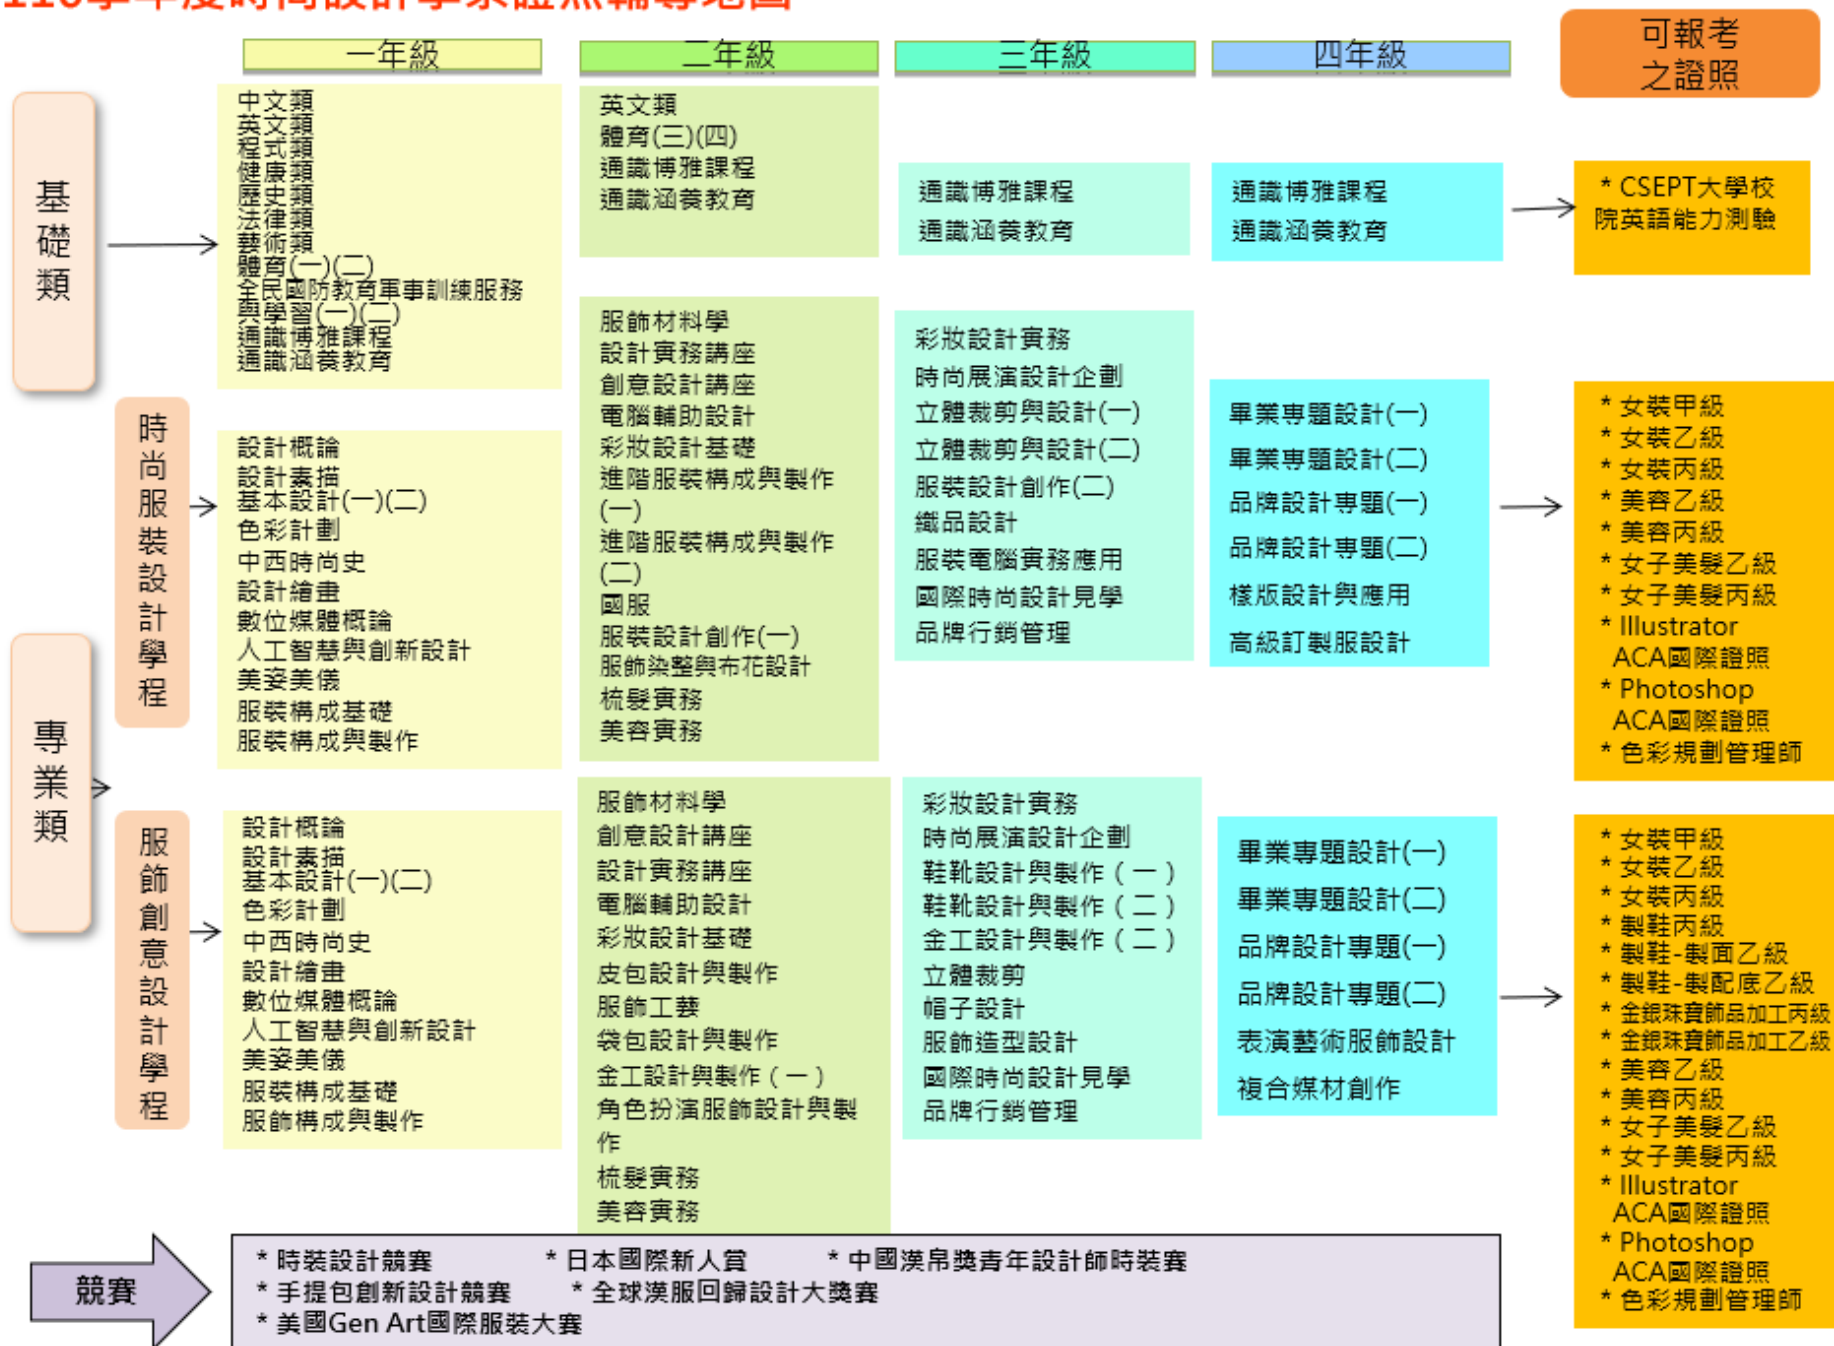 110學年度時尚設計學系證照輔導地圖
一年級
二年級
三年級
四年級
可報考
之證照
基礎類
中文類
英文類
程式類
健康類
歷史類
法律類
藝術類
體育(一)(二)
全民國防教育軍事訓練服務
與學習(一)(二)
通識博雅課程
通識涵養教育
英文類
體育(三)(四)
通識博雅課程
通識涵養教育
通識博雅課程
通識涵養教育
通識博雅課程
通識涵養教育
* CSEPT大學校
院英語能力測驗
專業類
時尚服裝設計學程
設計概論
設計素描
基本設計(一)(二)
色彩計劃
中西時尚史
設計繪畫
數位媒體概論
人工智慧與創新設計
美姿美儀
服裝構成基礎
服裝構成與製作
服飾材料學
設計實務講座
創意設計講座
電腦輔助設計
彩妝設計基礎
進階服裝構成與製作
(一)
進階服裝構成與製作
(二)
國服
服裝設計創作(一)
服飾染整與布花設計
梳髮實務
美容實務
彩妝設計實務
時尚展演設計企劃
立體裁剪與設計(一)
立體裁剪與設計(二)
服裝設計創作(二)
織品設計
服裝電腦實務應用
國際時尚設計見學
品牌行銷管理
畢業專題設計(一)
畢業專題設計(二)
品牌設計專題(一)
品牌設計專題(二)
樣版設計與應用
高級訂製服設計
* 女裝甲級
* 女裝乙級
* 女裝丙級
* 美容乙級
* 美容丙級
* 女子美髮乙級
* 女子美髮丙級
* Illustrator
ACA國際證照
* Photoshop
ACA國際證照
* 色彩規劃管理師
服飾創意設計學程
設計概論
設計素描
基本設計(一)(二)
色彩計劃
中西時尚史
設計繪畫
數位媒體概論
人工智慧與創新設計
美姿美儀
服裝構成基礎
服飾構成與製作
服飾材料學
創意設計講座
設計實務講座
電腦輔助設計
彩妝設計基礎
皮包設計與製作
服飾工藝
袋包設計與製作
金工設計與製作（一）
角色扮演服飾設計與製
作
梳髮實務
美容實務
彩妝設計實務
時尚展演設計企劃
鞋靴設計與製作（一）
鞋靴設計與製作（二）
金工設計與製作（二）
立體裁剪
帽子設計
服飾造型設計
國際時尚設計見學
品牌行銷管理
畢業專題設計(一)
畢業專題設計(二)
品牌設計專題(一)
品牌設計專題(二)
表演藝術服飾設計
複合媒材創作
* 女裝甲級
* 女裝乙級
* 女裝丙級
* 製鞋丙級
* 製鞋-製面乙級
* 製鞋-製配底乙級
* 金銀珠寶飾品加工丙級
* 金銀珠寶飾品加工乙級
* 美容乙級
* 美容丙級
* 女子美髮乙級
* 女子美髮丙級
* Illustrator
ACA國際證照
* Photoshop
ACA國際證照
* 色彩規劃管理師
競賽
* 時裝設計競賽 * 日本國際新人賞 * 中國漢帛獎青年設計師時裝賽
* 手提包創新設計競賽 * 全球漢服回歸設計大獎賽
* 美國Gen Art國際服裝大賽